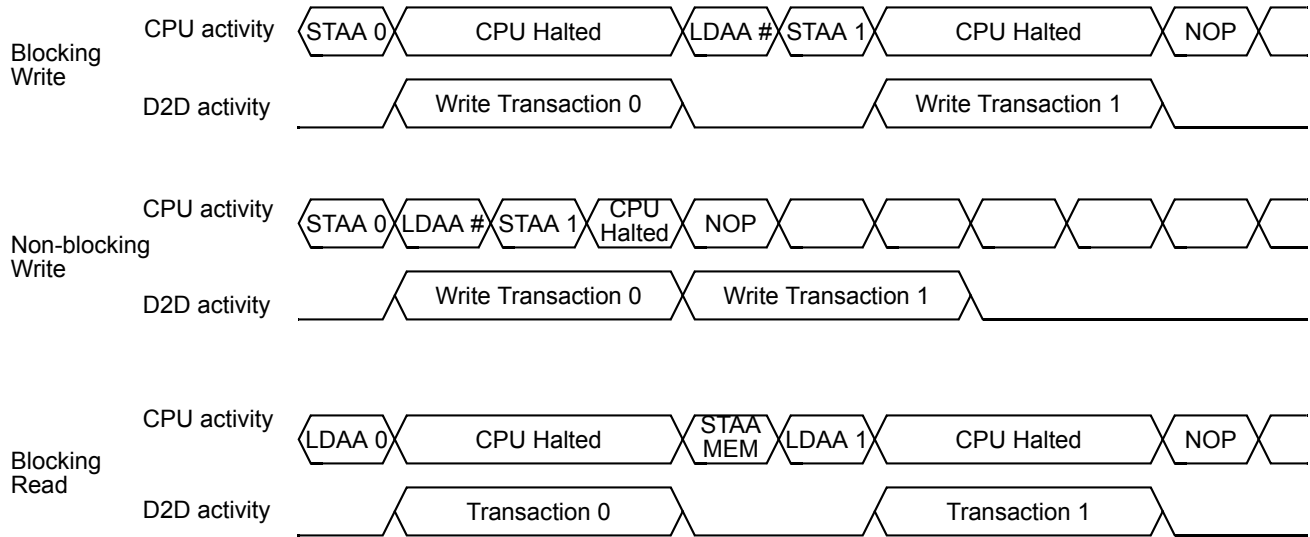 Blocking
Write
CPU activity
STAA 0
CPU Halted
LDAA #
STAA 1
CPU Halted
NOP
D2D activity
Write Transaction 0
Write Transaction 1
Non-blocking
Write
CPU activity
STAA 0
LDAA #
STAA 1
CPU
Halted
NOP
D2D activity
Write Transaction 0
Write Transaction 1
Blocking
Read
CPU activity
LDAA 0
CPU Halted
STAA
MEM
LDAA 1
CPU Halted
NOP
D2D activity
Transaction 0
Transaction 1